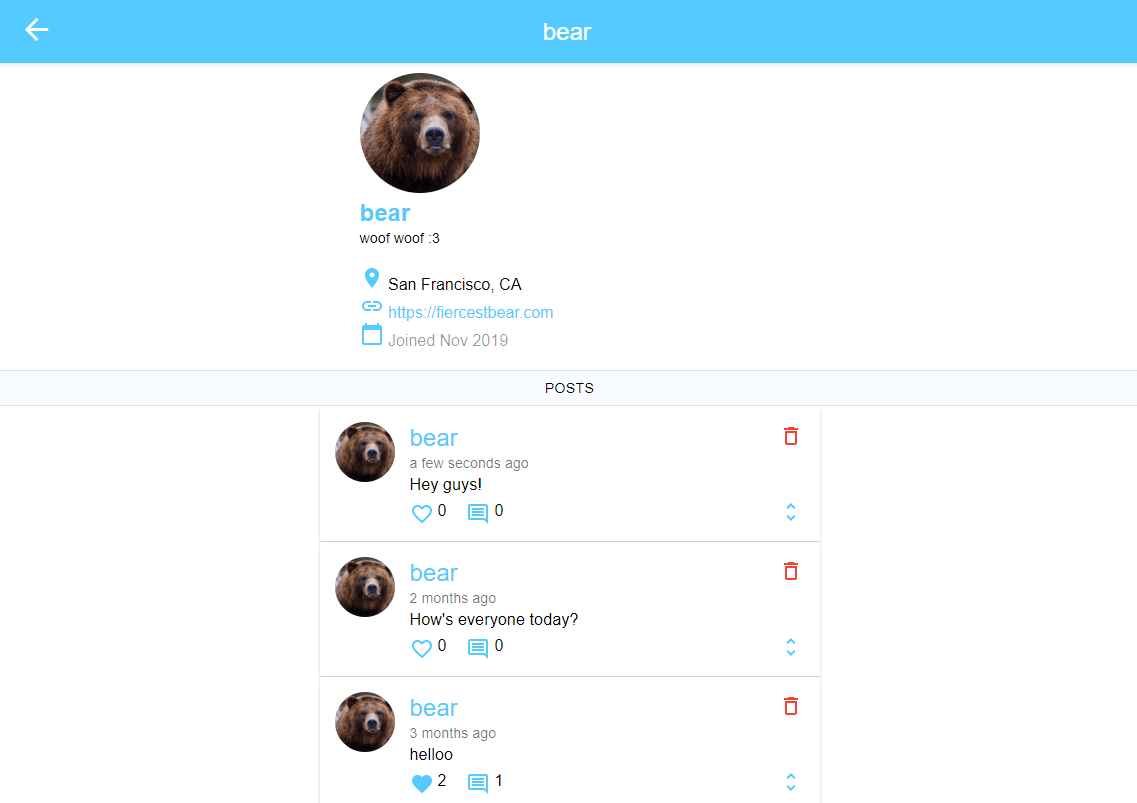 bear
bear
woof woof :3
San Francisco, CA
https://fiercestbear.com
Joined Nov 2019
POSTS
bear
a few seconds ago
Hey guys!
0 0
bear
2 months ago
How's everyone today?
0 0
bear
3 months ago
helloo
2 1